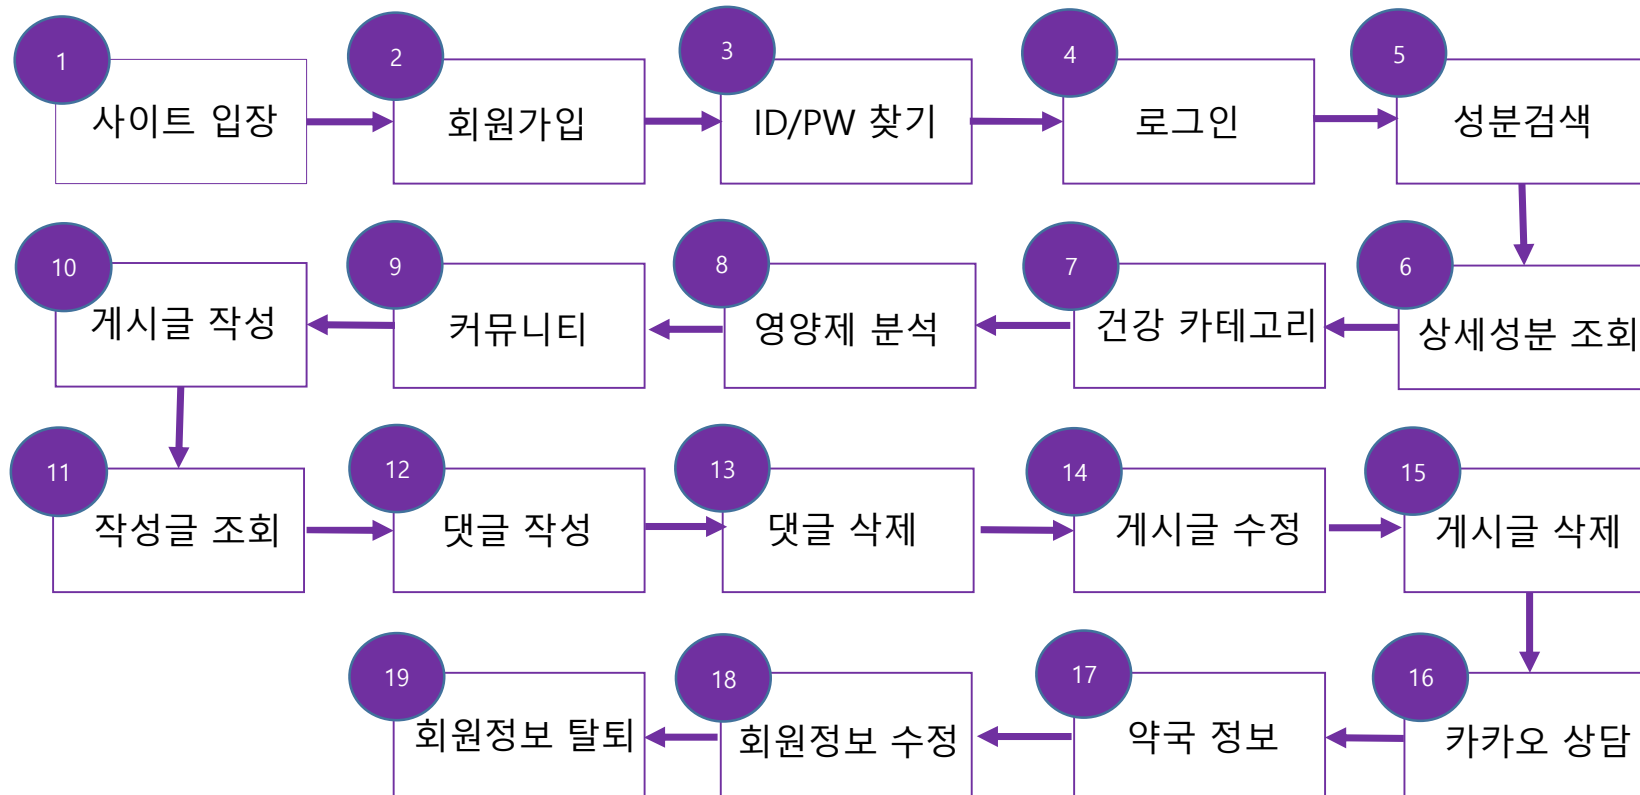 1
사이트 입장
2
회원가입
3
ID/PW 찾기
4
로그인
5
성분검색
6
상세성분 조회
7
건강 카테고리
8
영양제 분석
9
커뮤니티
10
게시글 작성
11
작성글 조회
12
댓글 작성
13
댓글 삭제
14
게시글 수정
15
게시글 삭제
16
카카오 상담
17
약국 정보
18
회원정보 수정
19
회원정보 탈퇴